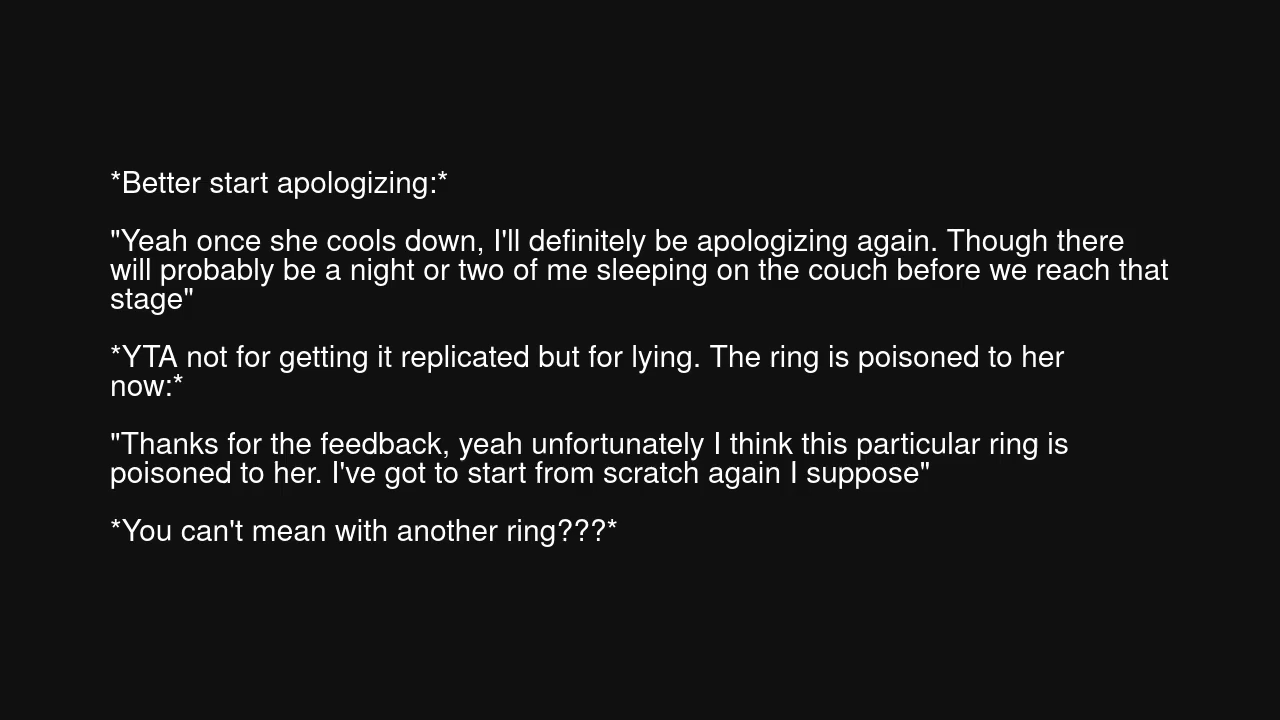 *Better start apologizing:*
"Yeah once she cools down, I'll definitely be apologizing again. Though there
will probably be a night or two of me sleeping on the couch before we reach that
stage"
*YTA not for getting it replicated but for lying. The ring is poisoned to her
now:*
"Thanks for the feedback, yeah unfortunately I think this particular ring is
poisoned to her. I've got to start from scratch again I suppose"
*You can't mean with another ring???*